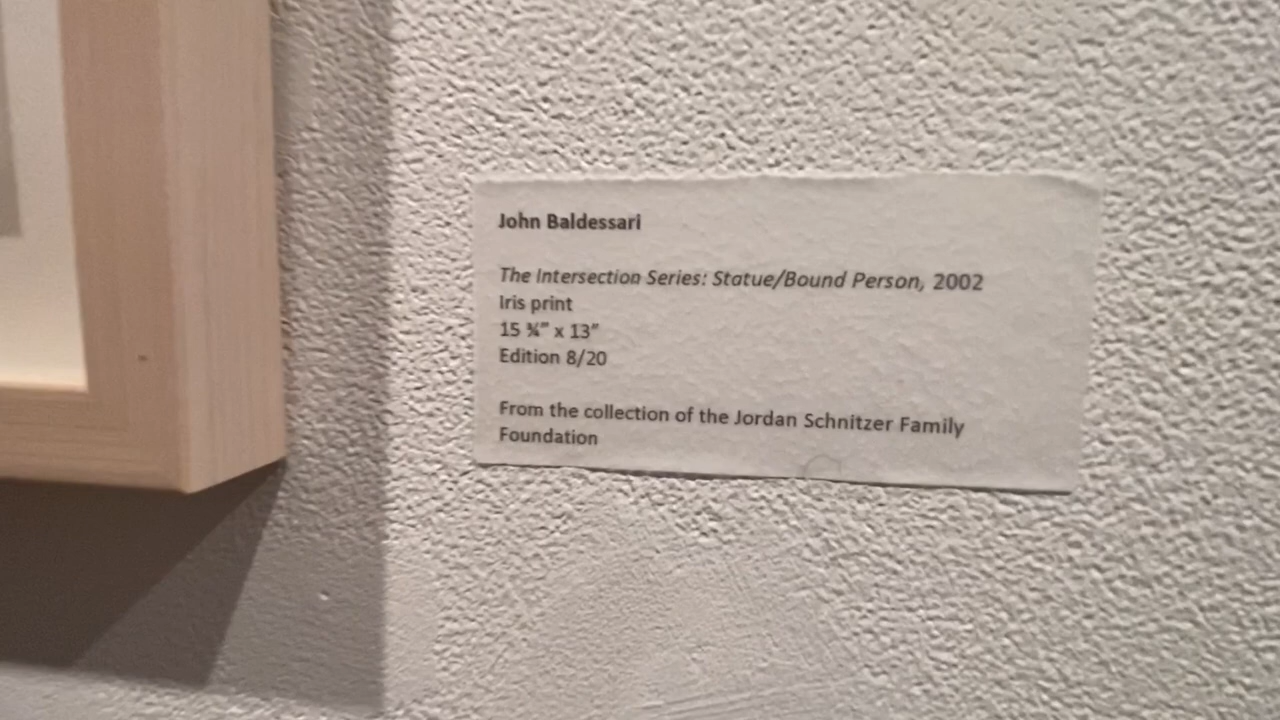 John Baldessari
The Intersection Series: Statue/Bound Person, 2002
Iris print
15 ¾” x 13”
Edition 8/20
From the collection of the Jordan Schnitzer Family
Foundation